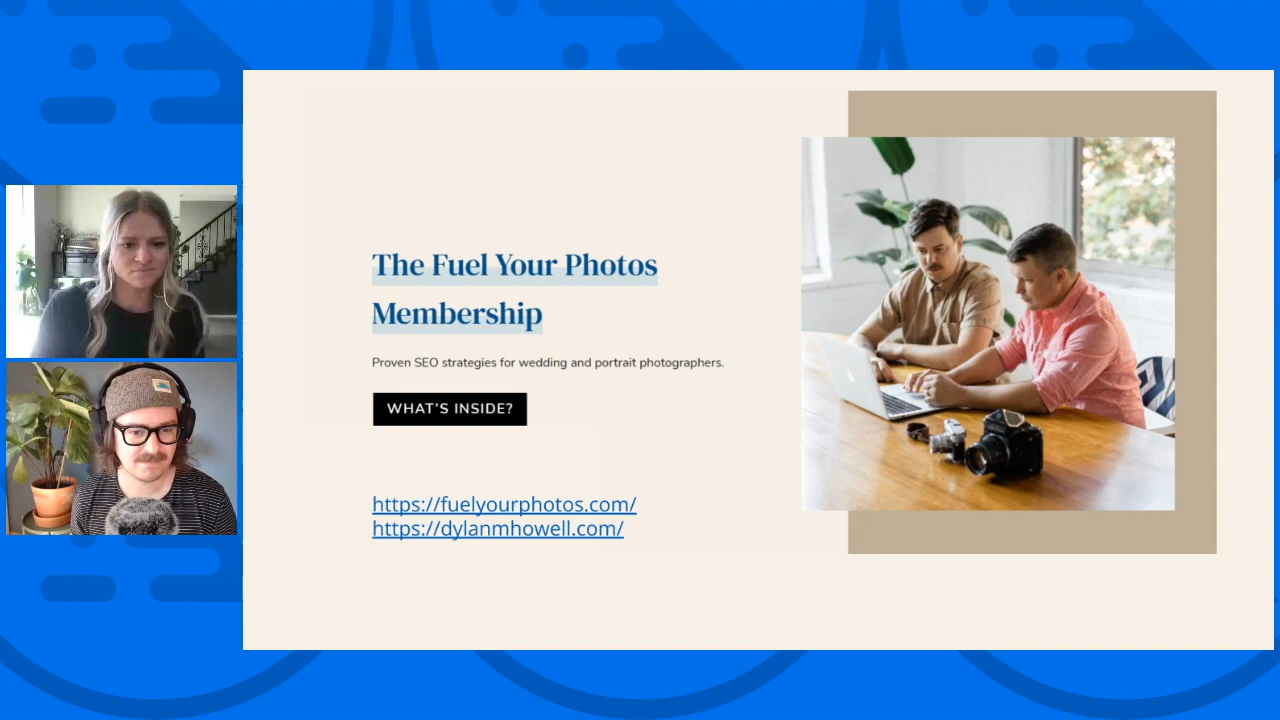 The Fuel Your Photos
Membership
Proven SEO strategies for wedding and portrait photographers.
WHAT'S INSIDE?
https://fuelyourphotos.com/
https://dylanmhowell.com/